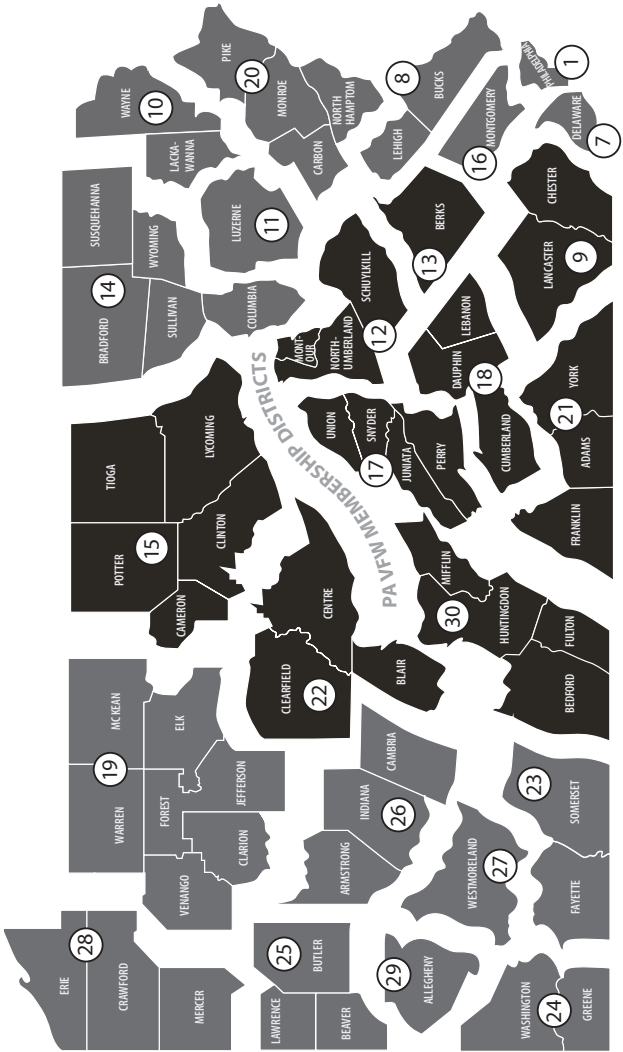 ERIE
28
CRAWFORD
MERCER
WARREN
19
MC KEAN
FOREST
ELK
VENANGO
CLARION
JEFFERSON
LAWRENCE
25
BUTLER
BEAVER
ARMSTRONG
INDIANA
26
CAMBRIA
29
ALLEGHENY
WESTMORELAND
27
WASHINGTON
24
GREENE
FAYETTE
23
SOMERSET
POTTER
TIOGA
15
CAMERON
CLINTON
LYCOMING
CLEARFIELD
22
CENTRE
BLAIR
30
MIFFLIN
HUNTINGDON
BEDFORD
FULTON
FRANKLIN
PA VFW MEMBERSHIP DISTRICTS
UNION
SNYDER
17
JUNIATA
PERRY
CUMBERLAND
DAUPHIN
18
LEBANON
ADAMS
21
YORK
MONT-
OUR
NORTH-
UMBERLAND
12
SCHUYLKILL
13
BERKS
LANCASTER
9
CHESTER
BRADFORD
14
SUSQUEHANNA
SULLIVAN
WYOMING
COLUMBIA
LUZERNE
11
WAYNE
10
LACKA-
WANNA
PIKE
20
MONROE
CARBON
NORTH
HAMPTOM
LEHIGH
8
BUCKS
16
MONTGOMERY
PHILADELPHIA
1
DELAWARE
7